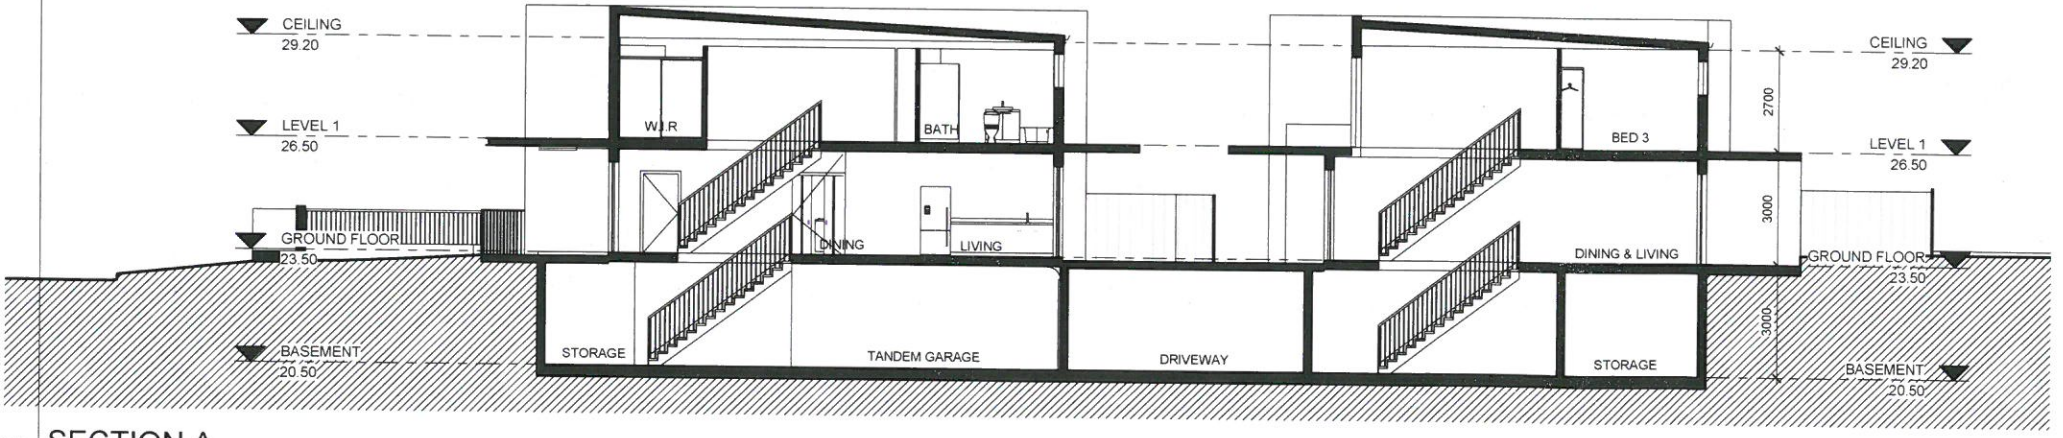 CEILING
29.20
CEILING
29.20
2700
LEVEL 1
26.50
W.I.R
BATH
BED 3
LEVEL 1
26.50
3000
GROUND FLOOR
23.50
DINING
LIVING
DINING & LIVING
GROUND FLOOR
23.50
3000
BASEMENT
20.50
STORAGE
TANDEM GARAGE
DRIVEWAY
STORAGE
BASEMENT
20.50
SECTION A